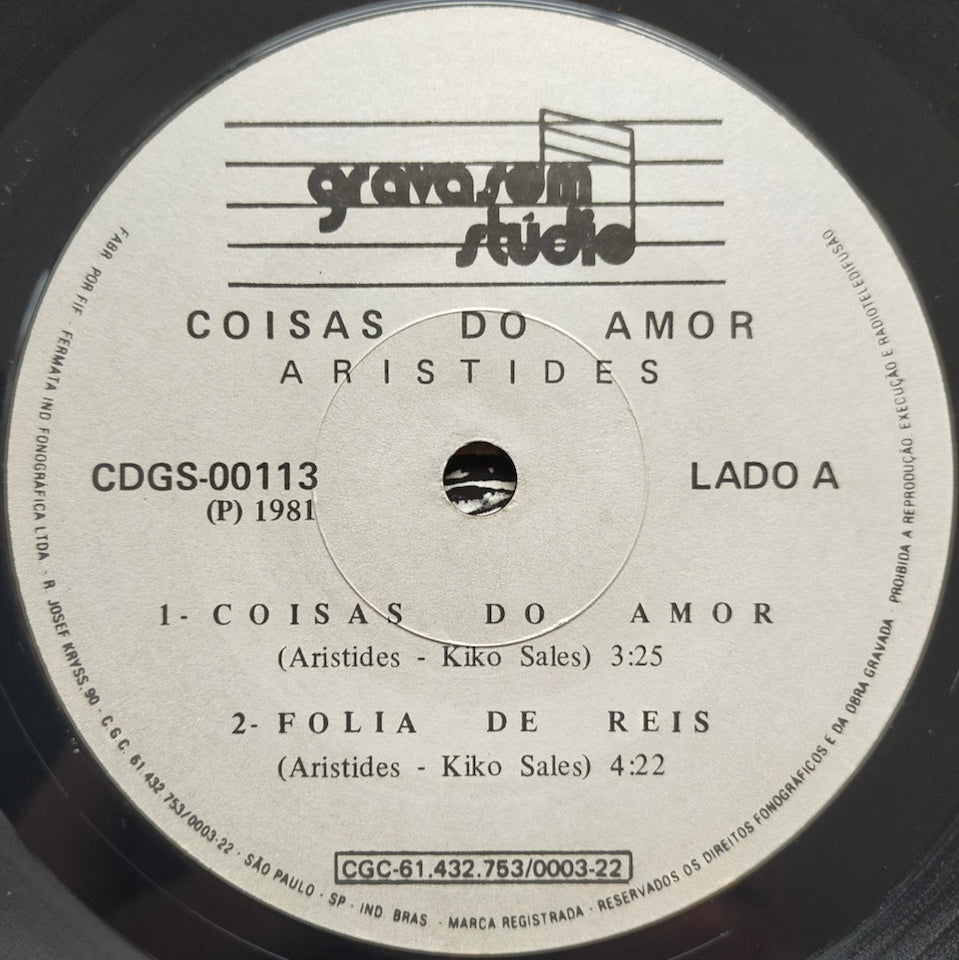 gravasom
stúdio
COISAS DO AMOR
ARISTIDES
CDGS-00113
(P) 1981
LADO A
1- COISAS DO AMOR
(Aristides - Kiko Sales) 3:25
2- FOLIA DE REIS
(Aristides - Kiko Sales) 4:22
CGC-61.432.753/0003-22
FABR POR FIF · FERMATA IND FONOGRÁFICA LTDA · R. JOSEF KRYSS, 90 · C.G.C. 61.432 753/0003-22 · SÃO PAULO · SP · IND. BRAS · MARCA REGISTRADA · RESERVADOS OS DIREITOS FONOGRÁFICOS E DA OBRA GRAVADA · PROIBIDA A REPRODUÇÃO. EXECUÇÃO E RADIOTELEDIFUSÃO